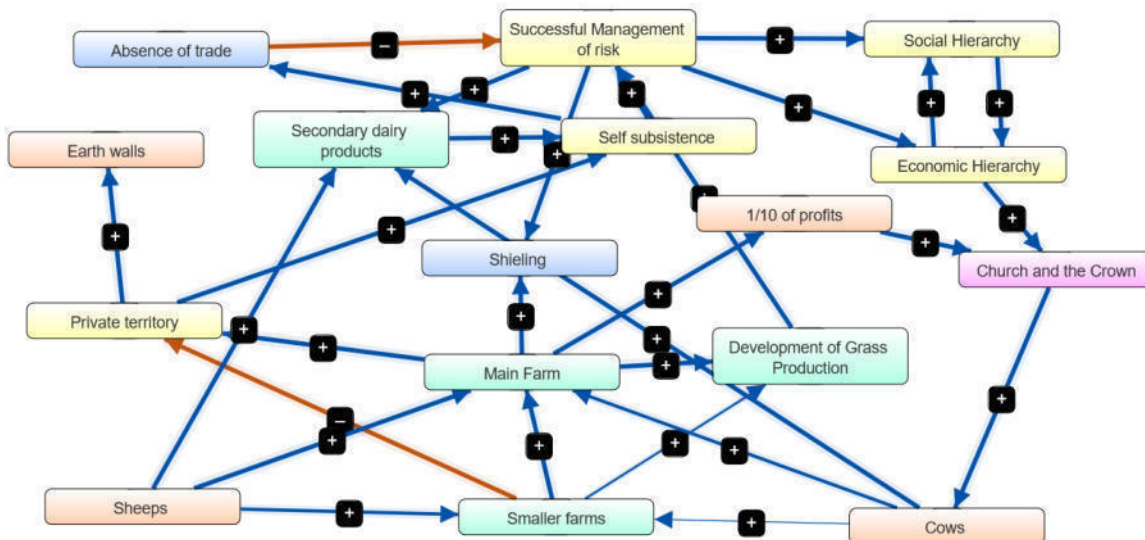 Successful Management
of risk
Absence of trade
–
+
Social Hierarchy
+
+
+
+
+
Secondary dairy
products
+
Self subsistence
+
+
Earth walls
Economic Hierarchy
+
1/10 of profits
+
+
+
+
Shieling
Church and the Crown
+
Private territory
+
+
+
+
Main Farm
+
Development of Grass
Production
+
–
+
+
+
+
Sheeps
+
Smaller farms
+
Cows